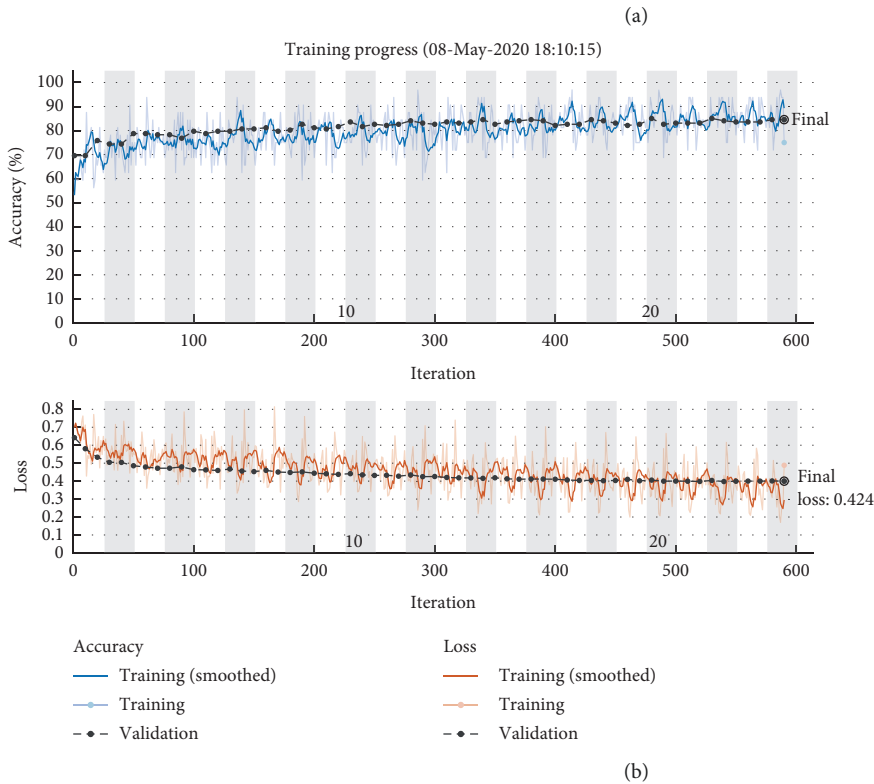 (a)
Training progress (08-May-2020 18:10:15)
100
90
80
70
60
50
40
30
20
10
0
Accuracy (%)
Final
10
20
0
100
200
300
400
500
600
Iteration
0.8
0.7
0.6
0.5
0.4
0.3
0.2
0.1
0
Loss
Final
loss: 0.424
10
20
0
100
200
300
400
500
600
Iteration
Accuracy
Training (smoothed)
Training
Validation
Loss
Training (smoothed)
Training
Validation
(b)